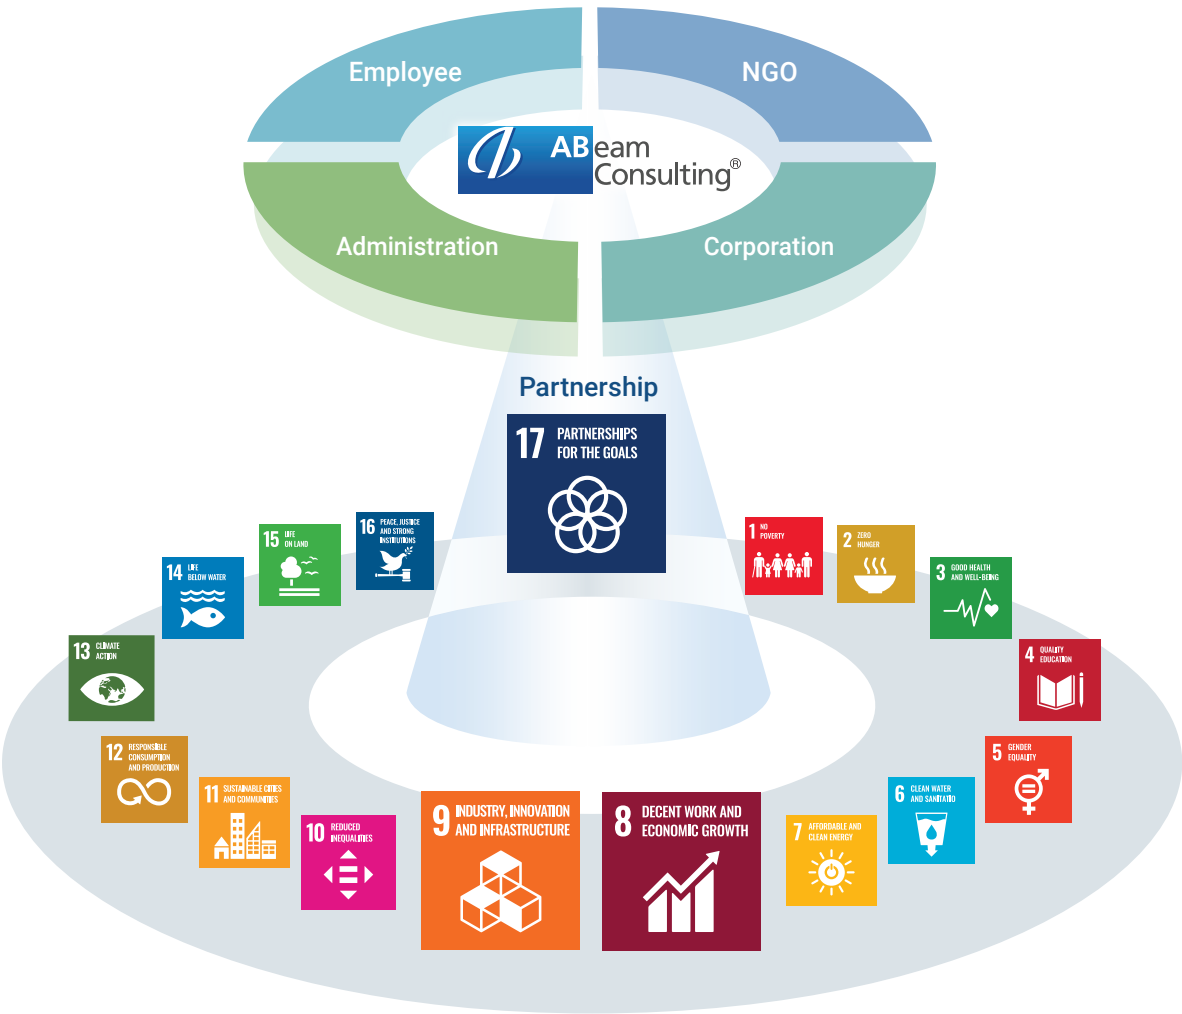 Employee
NGO
ABeam
Consulting®
Administration
Corporation
Partnership
17 PARTNERSHIPS
FOR THE GOALS
1 NO
POVERTY
2 ZERO
HUNGER
3 GOOD HEALTH
AND WELL-BEING
4 QUALITY
EDUCATION
5 GENDER
EQUALITY
6 CLEAN WATER
AND SANITATIO
7 AFFORDABLE AND
CLEAN ENERGY
8 DECENT WORK AND
ECONOMIC GROWTH
9 INDUSTRY, INNOVATION
AND INFRASTRUCTURE
10 REDUCED
INEQUALITIES
11 SUSTAINABLE CITIES
AND COMMUNITIES
12 RESPONSIBLE
CONSUMPTION
AND PRODUCTION
13 CLIMATE
ACTION
14 LIFE
BELOW WATER
15 LIFE
ON LAND
16 PEACE, JUSTICE
AND STRONG
INSTITUTIONS